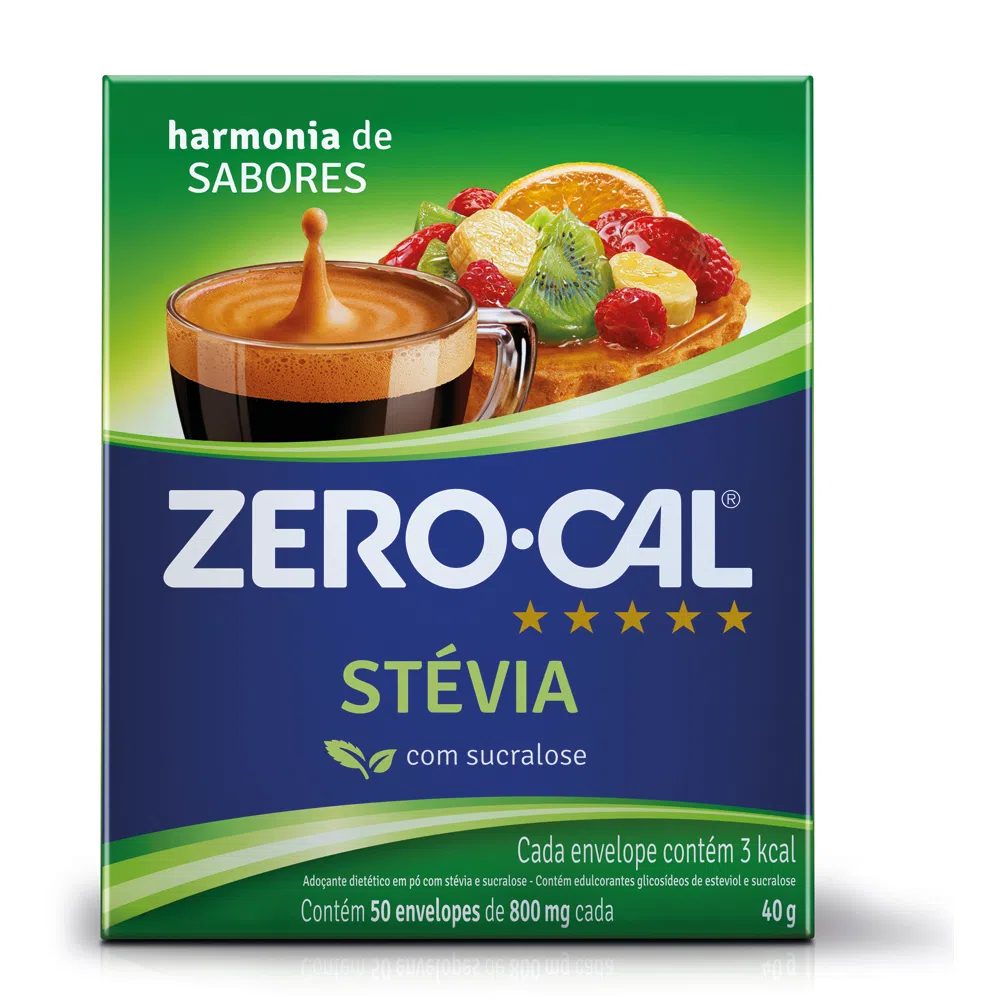 harmonia de
SABORES
ZERO·CAL®
STÉVIA
com sucralose
Cada envelope contém 3 kcal
Adoçante dietético em pó com stévia e sucralose - Contém edulcorantes glicosídeos de esteviol e sucralose
Contém 50 envelopes de 800 mg cada 40 g